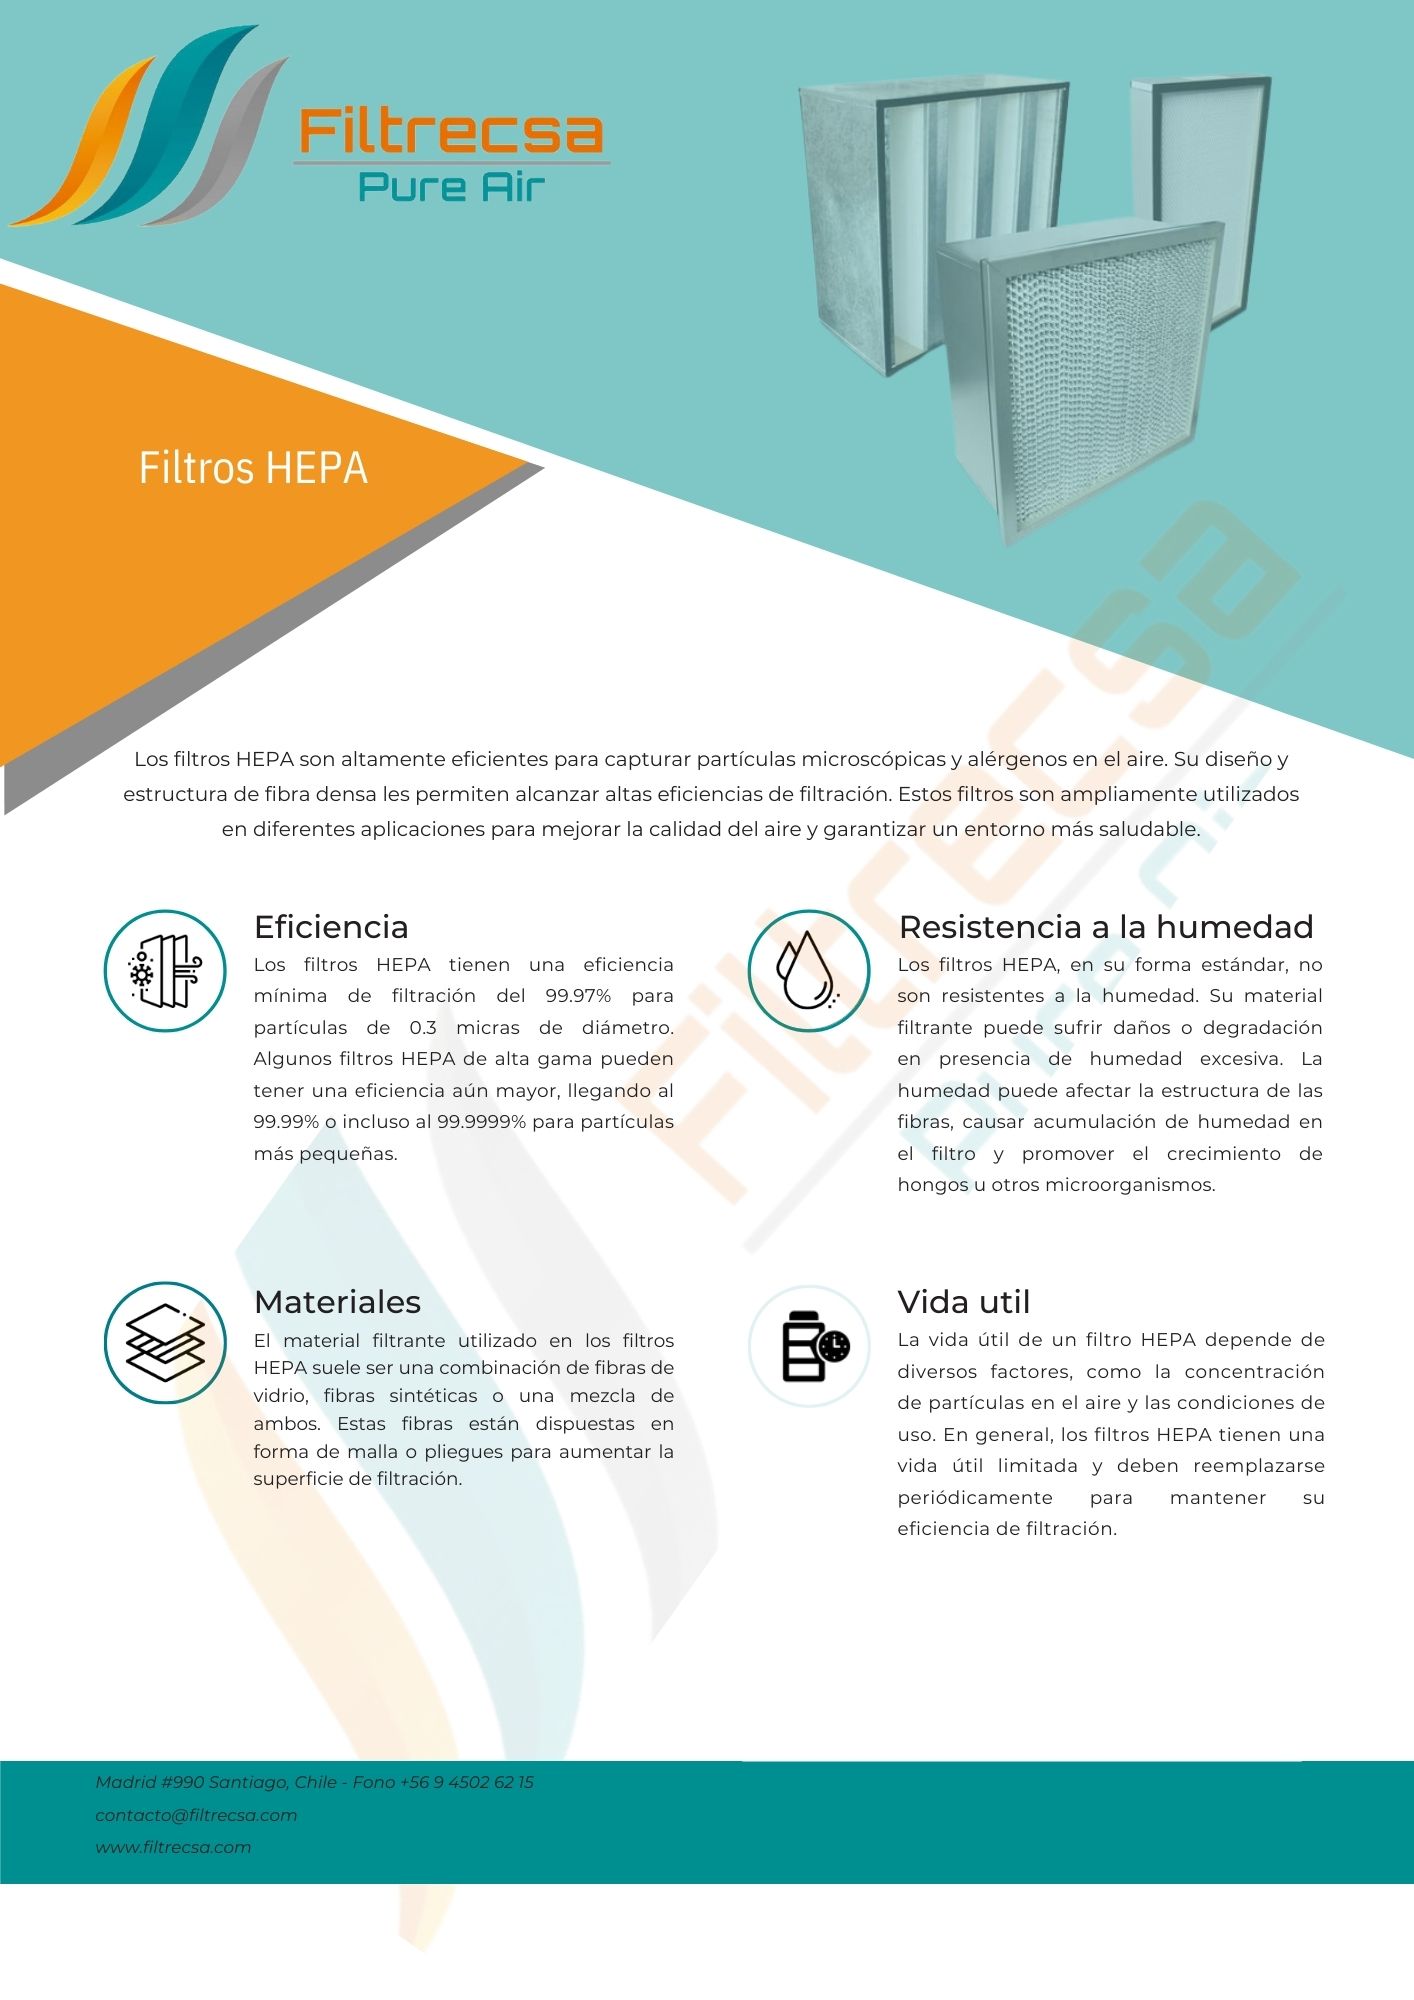 Filtrecsa
Pure Air
Filtros HEPA
Los filtros HEPA son altamente eficientes para capturar partículas microscópicas y alérgenos en el aire. Su diseño y
estructura de fibra densa les permiten alcanzar altas eficiencias de filtración. Estos filtros son ampliamente utilizados
en diferentes aplicaciones para mejorar la calidad del aire y garantizar un entorno más saludable.
Eficiencia
Los filtros HEPA tienen una eficiencia
mínima de filtración del 99.97% para
partículas de 0.3 micras de diámetro.
Algunos filtros HEPA de alta gama pueden
tener una eficiencia aún mayor, llegando al
99.99% o incluso al 99.9999% para partículas
más pequeñas.
Resistencia a la humedad
Los filtros HEPA, en su forma estándar, no
son resistentes a la humedad. Su material
filtrante puede sufrir daños o degradación
en presencia de humedad excesiva. La
humedad puede afectar la estructura de las
fibras, causar acumulación de humedad en
el filtro y promover el crecimiento de
hongos u otros microorganismos.
Materiales
El material filtrante utilizado en los filtros
HEPA suele ser una combinación de fibras de
vidrio, fibras sintéticas o una mezcla de
ambos. Estas fibras están dispuestas en
forma de malla o pliegues para aumentar la
superficie de filtración.
Vida util
La vida útil de un filtro HEPA depende de
diversos factores, como la concentración
de partículas en el aire y las condiciones de
uso. En general, los filtros HEPA tienen una
vida útil limitada y deben reemplazarse
periódicamente para mantener su
eficiencia de filtración.
Filtrecsa
Pure Air
Madrid #990 Santiago, Chile - Fono +56 9 4502 62 15
contacto@filtrecsa.com
www.filtrecsa.com